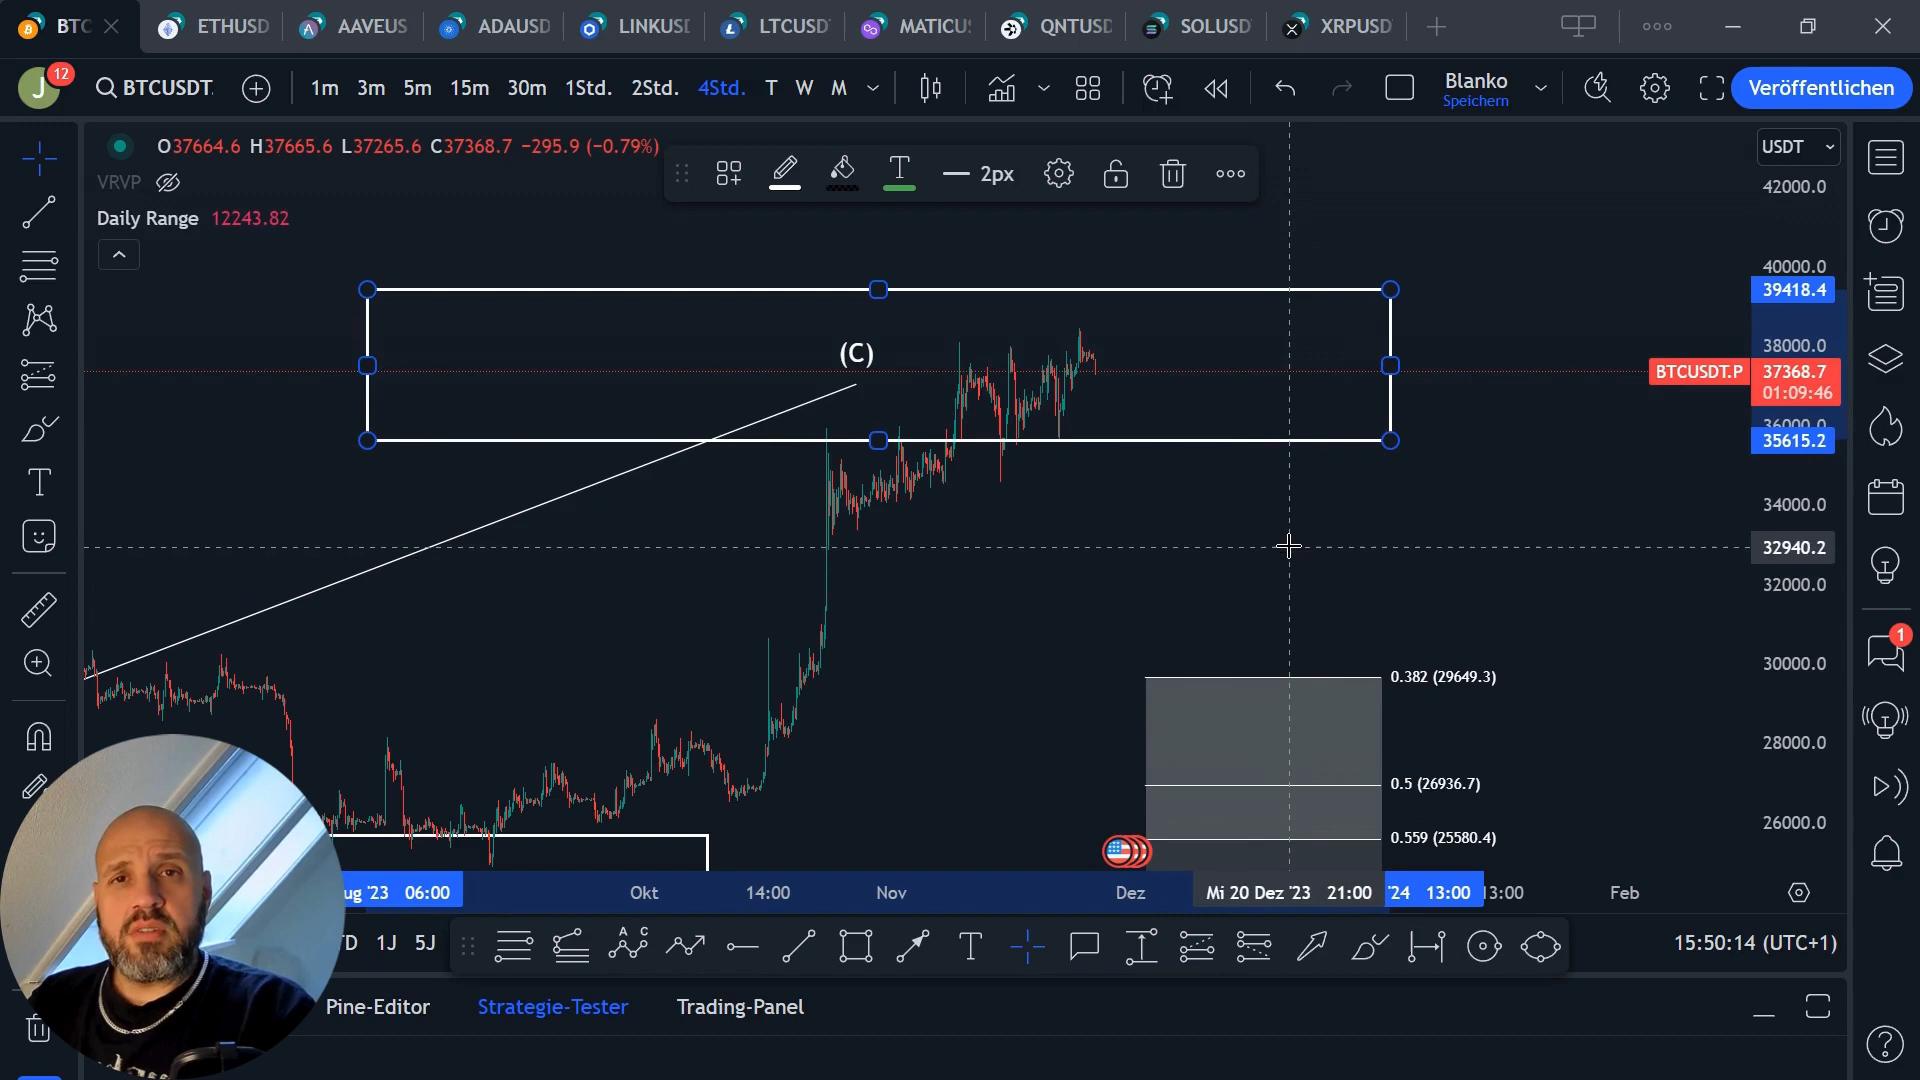 BTC
ETHUSD
AAVEUS
ADAUSD
LINKUSD
LTCUSD
MATICUS
QNTUSD
SOLUSD
XRPUSD
J
12
BTCUSDT.
1m 3m 5m 15m 30m 1Std. 2Std. 4Std. T W M
Blanko
Speichern
Veröffentlichen
O37664.6 H37665.6 L37265.6 C37368.7 −295.9 (−0.79%)
VRVP
Daily Range 12243.82
2px
USDT
42000.0
40000.0
39418.4
(C)
38000.0
BTCUSDT.P 37368.7
01:09:46
36000.0
35615.2
34000.0
32940.2
32000.0
30000.0
1
0.382 (29649.3)
28000.0
0.5 (26936.7)
26000.0
0.559 (25580.4)
ug '23 06:00 Okt 14:00 Nov Dez Mi 20 Dez '23 21:00 '24 13:00 13:00 Feb
TD 1J 5J
A C
15:50:14 (UTC+1)
Pine-Editor Strategie-Tester Trading-Panel